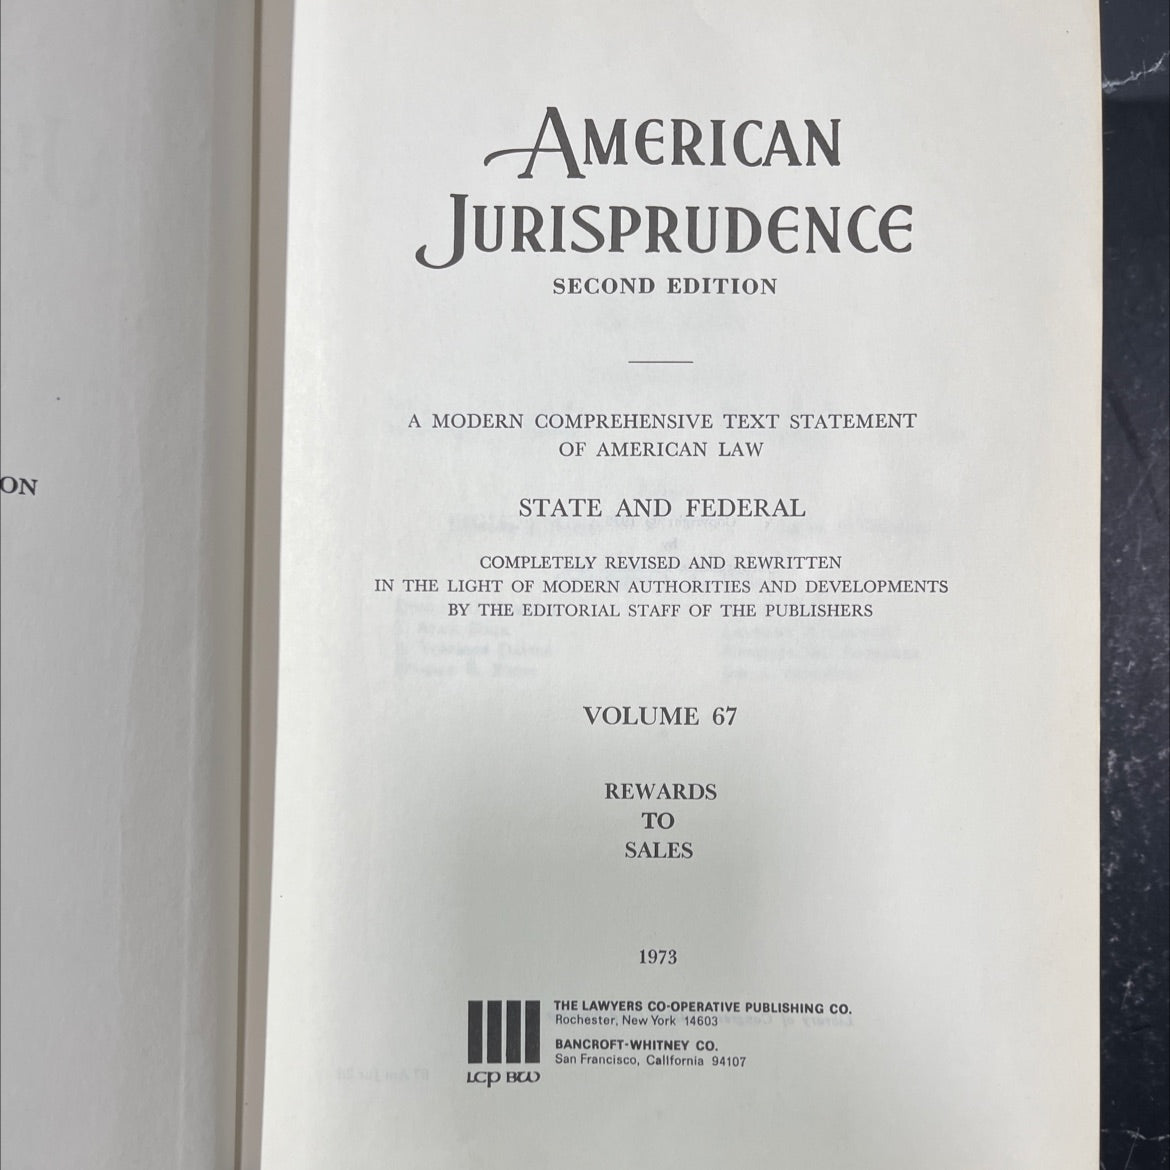 ON
AMERICAN
JURISPRUDENCE
SECOND EDITION
A MODERN COMPREHENSIVE TEXT STATEMENT
OF AMERICAN LAW
STATE AND FEDERAL
COMPLETELY REVISED AND REWRITTEN
IN THE LIGHT OF MODERN AUTHORITIES AND DEVELOPMENTS
BY THE EDITORIAL STAFF OF THE PUBLISHERS
VOLUME 67
REWARDS
TO
SALES
1973
THE LAWYERS CO-OPERATIVE PUBLISHING CO.
Rochester, New York 14603
BANCROFT-WHITNEY CO.
San Francisco, California 94107
LCP BW